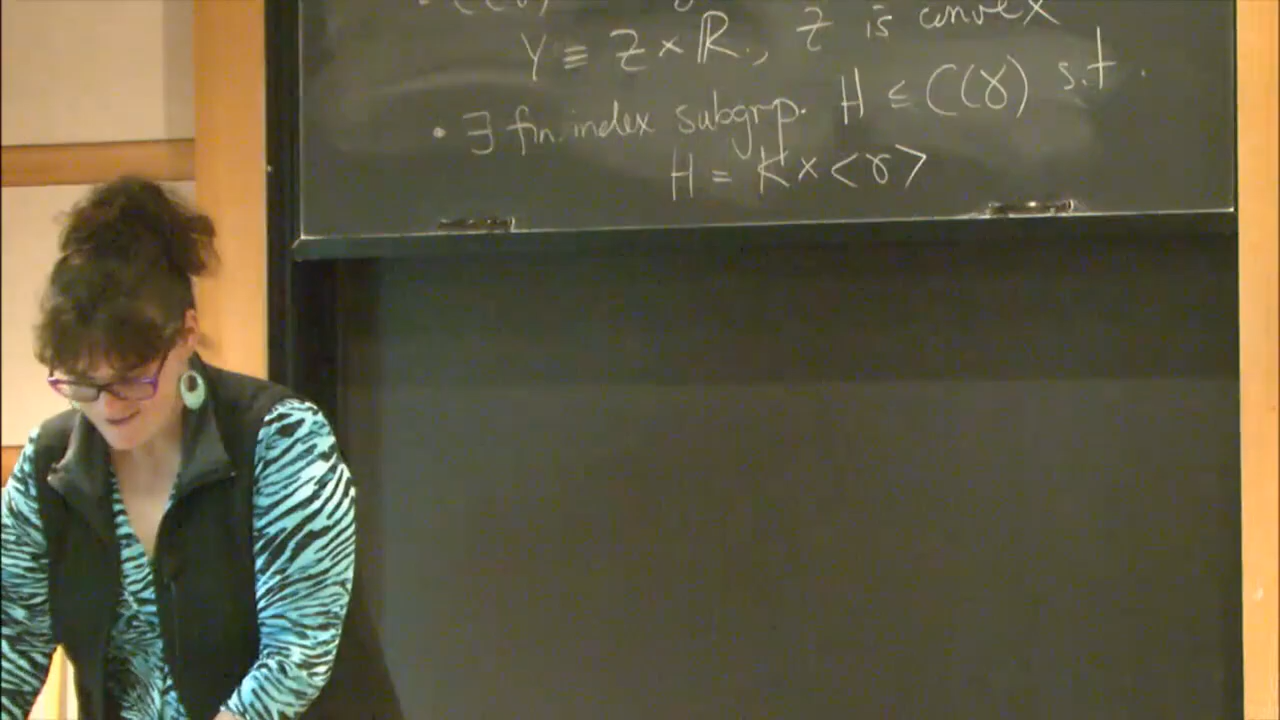 Y ≡ Z × ℝ, Z is convex
• ∃ fin. index subgrp. H ≤ C(γ) s.t.
H = K × <γ>